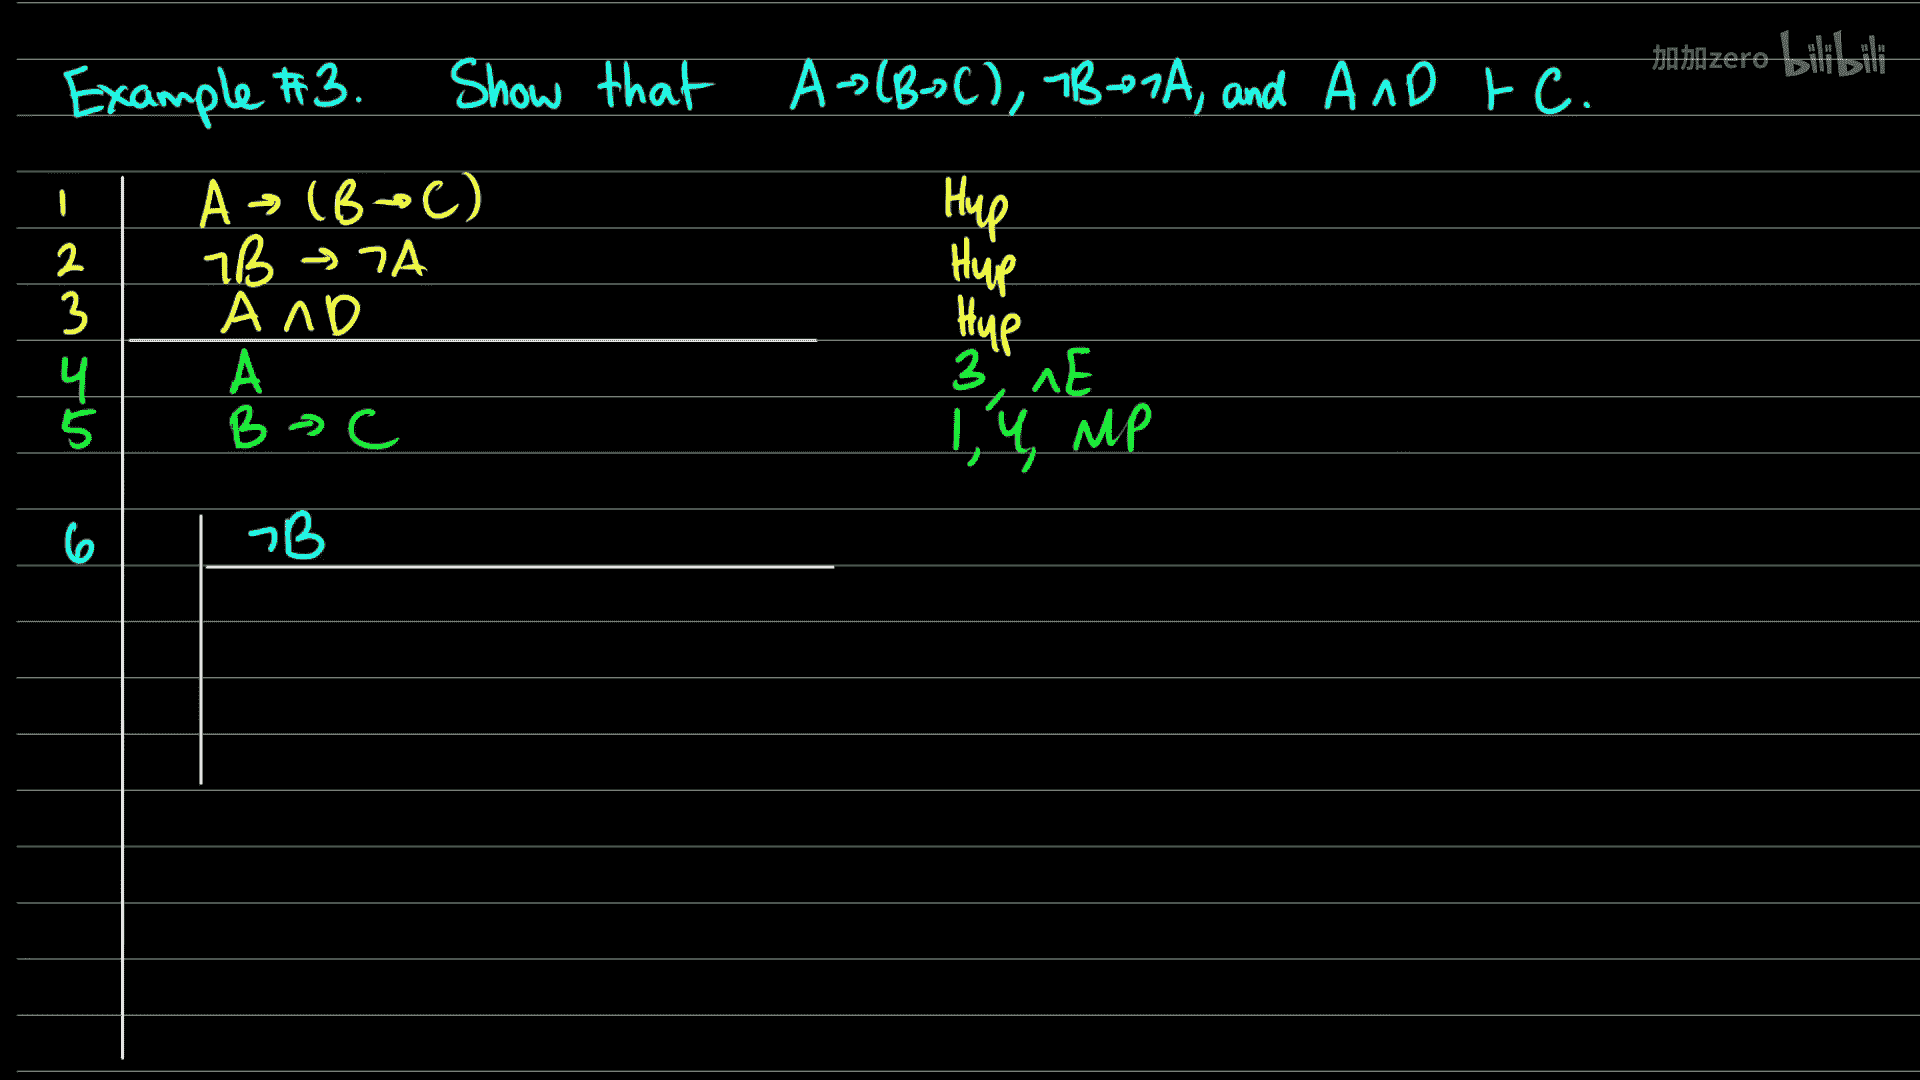 加加zero bilibili
Example #3. Show that A→(B→C), ¬B→¬A, and A∧D ⊢ C.
1 A → (B → C) Hyp
2 ¬B → ¬A Hyp
3 A ∧ D Hyp
4 A 3, ∧E
5 B → C 1, 4, MP
6 ¬B